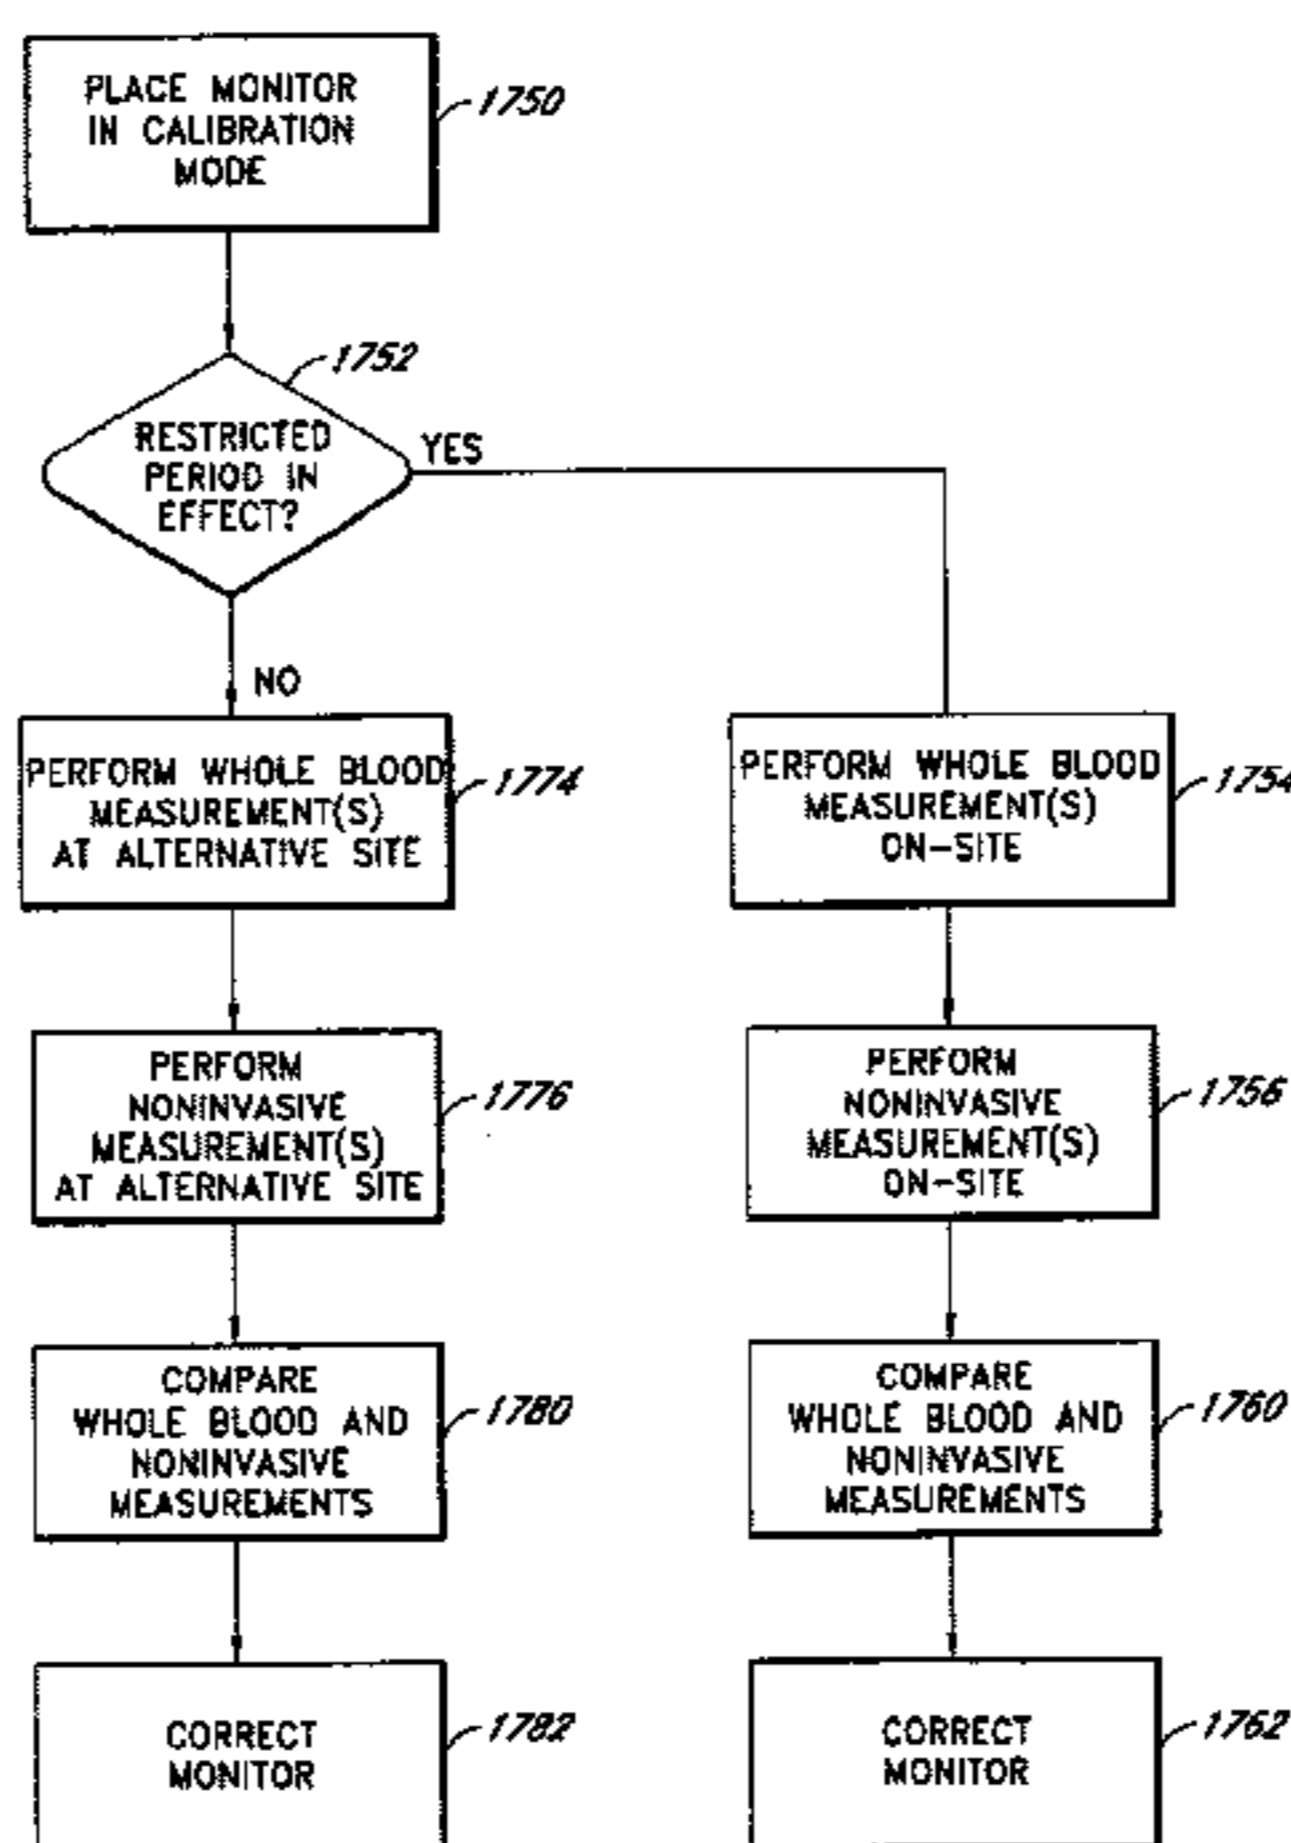 PLACE MONITOR
IN CALIBRATION
MODE
1750
1752
RESTRICTED
PERIOD IN
EFFECT?
YES
NO
PERFORM WHOLE BLOOD
MEASUREMENT(S)
AT ALTERNATIVE SITE
1774
PERFORM WHOLE BLOOD
MEASUREMENT(S)
ON-SITE
1754
PERFORM
NONINVASIVE
MEASUREMENT(S)
AT ALTERNATIVE SITE
1776
PERFORM
NONINVASIVE
MEASUREMENT(S)
ON-SITE
1756
COMPARE
WHOLE BLOOD AND
NONINVASIVE
MEASUREMENTS
1780
COMPARE
WHOLE BLOOD AND
NONINVASIVE
MEASUREMENTS
1760
CORRECT
MONITOR
1782
CORRECT
MONITOR
1762